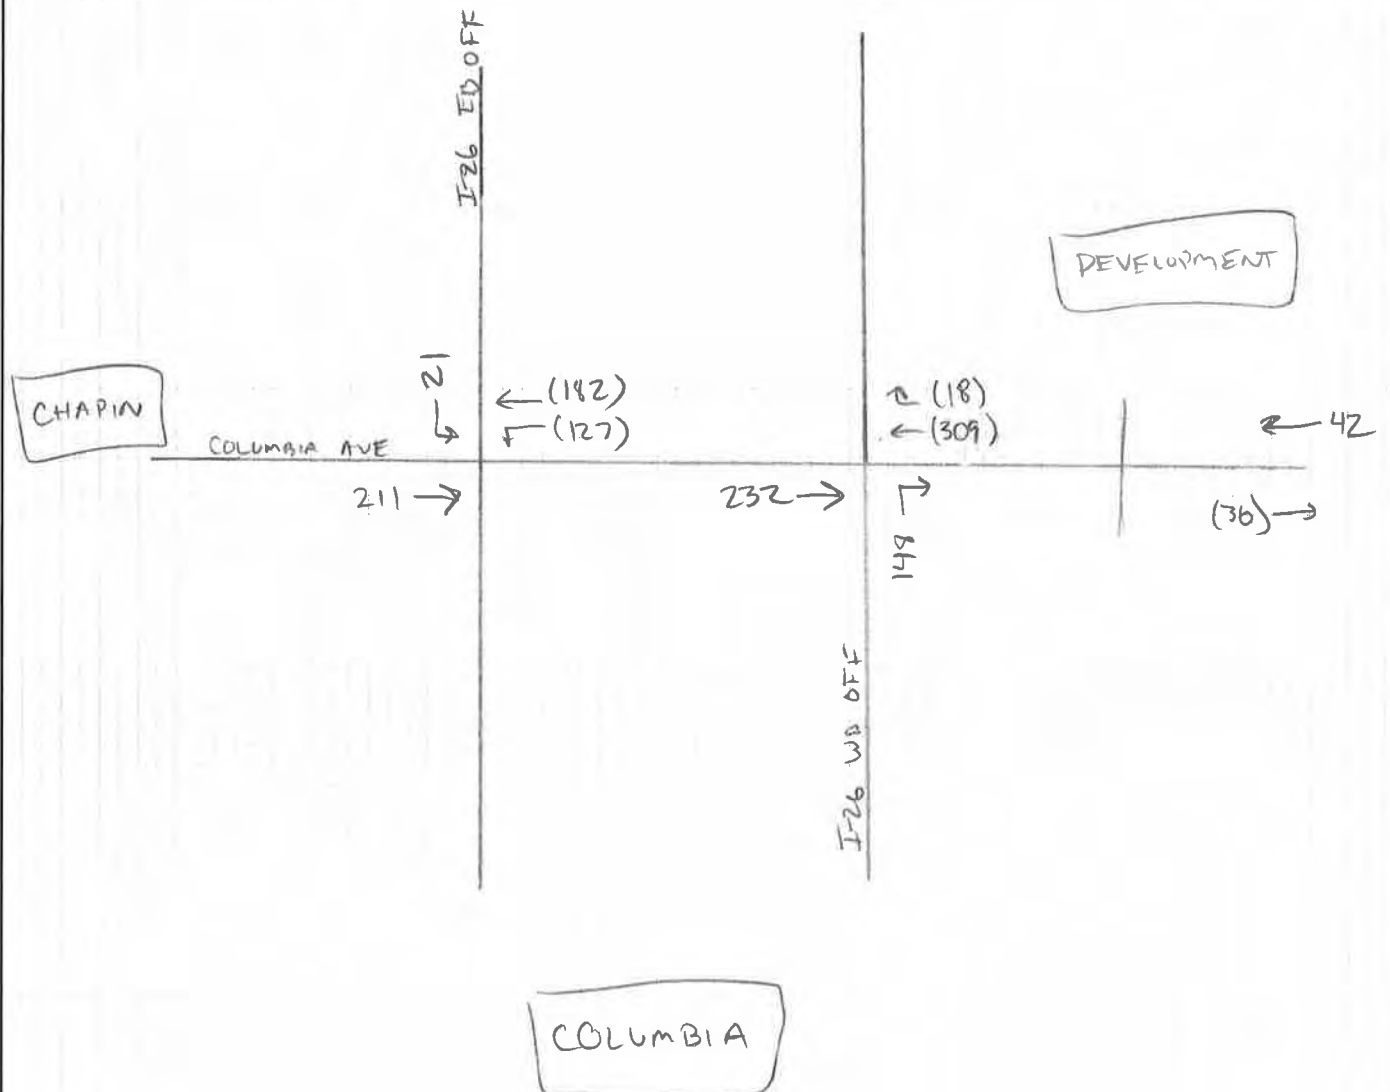 I-26 EB OFF
DEVELOPMENT
CHAPIN
21
← (182)
(127)
(18)
← (309)
← 42
COLUMBIA AVE
211 →
232 →
148
(36) →
I-26 WB OFF
COLUMBIA